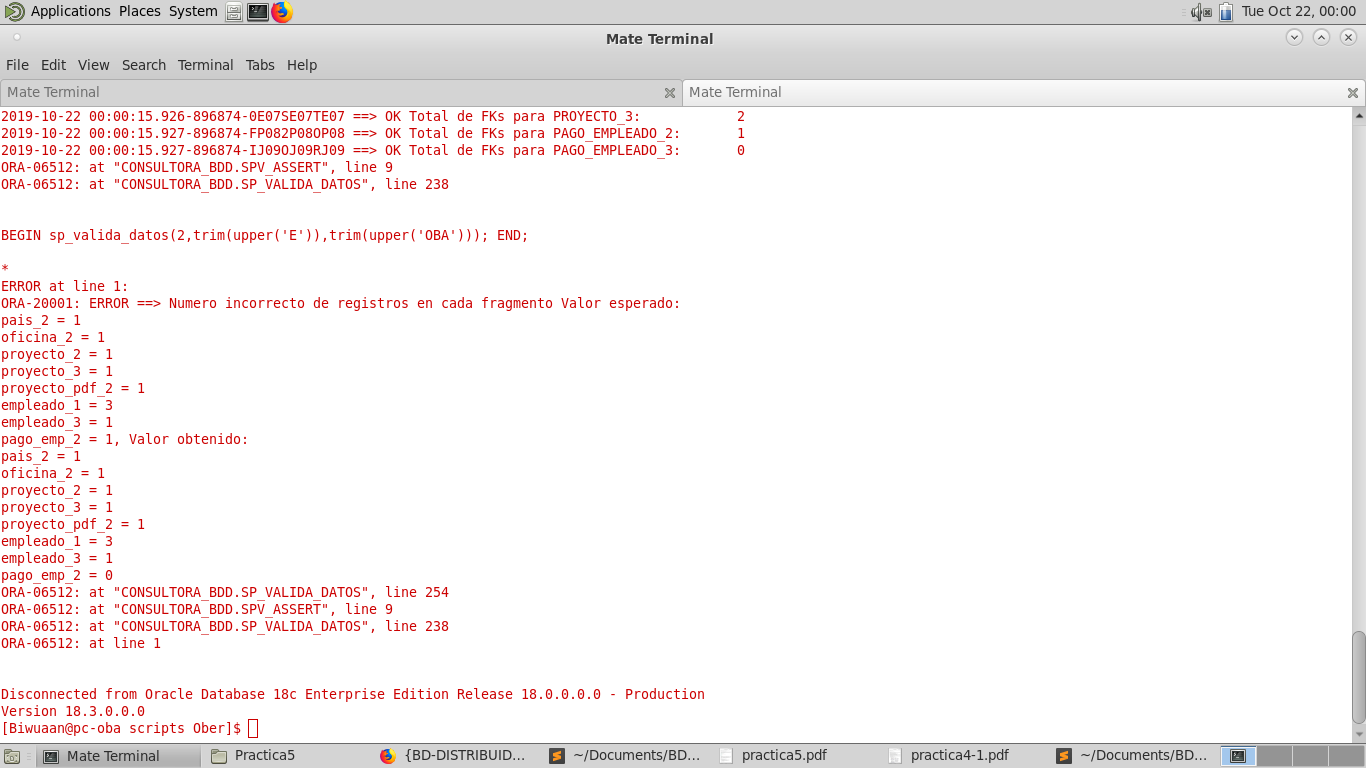 Applications Places System
Tue Oct 22, 00:00
Mate Terminal
File Edit View Search Terminal Tabs Help
Mate Terminal
Mate Terminal
2019-10-22 00:00:15.926-896874-0E07SE07TE07 ==> OK Total de FKs para PROYECTO_3: 2
2019-10-22 00:00:15.927-896874-FP082P08OP08 ==> OK Total de FKs para PAGO_EMPLEADO_2: 1
2019-10-22 00:00:15.927-896874-IJ09OJ09RJ09 ==> OK Total de FKs para PAGO_EMPLEADO_3: 0
ORA-06512: at "CONSULTORA_BDD.SPV_ASSERT", line 9
ORA-06512: at "CONSULTORA_BDD.SP_VALIDA_DATOS", line 238
BEGIN sp_valida_datos(2,trim(upper('E')),trim(upper('OBA'))); END;
*
ERROR at line 1:
ORA-20001: ERROR ==> Numero incorrecto de registros en cada fragmento Valor esperado:
pais_2 = 1
oficina_2 = 1
proyecto_2 = 1
proyecto_3 = 1
proyecto_pdf_2 = 1
empleado_1 = 3
empleado_3 = 1
pago_emp_2 = 1, Valor obtenido:
pais_2 = 1
oficina_2 = 1
proyecto_2 = 1
proyecto_3 = 1
proyecto_pdf_2 = 1
empleado_1 = 3
empleado_3 = 1
pago_emp_2 = 0
ORA-06512: at "CONSULTORA_BDD.SP_VALIDA_DATOS", line 254
ORA-06512: at "CONSULTORA_BDD.SPV_ASSERT", line 9
ORA-06512: at "CONSULTORA_BDD.SP_VALIDA_DATOS", line 238
ORA-06512: at line 1
Disconnected from Oracle Database 18c Enterprise Edition Release 18.0.0.0.0 - Production
Version 18.3.0.0.0
[Biwuaan@pc-oba scripts Ober]$
Mate Terminal
Practica5
{BD-DISTRIBUID...
~/Documents/BD...
practica5.pdf
practica4-1.pdf
~/Documents/BD...